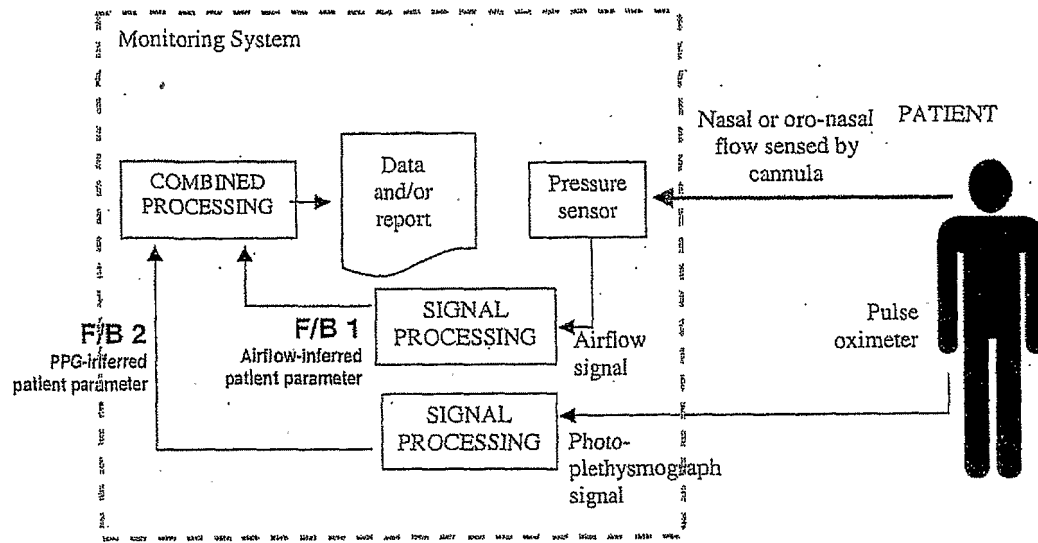 Monitoring System
COMBINED
PROCESSING
Data
and/or
report
Pressure
sensor
Nasal or oro-nasal
flow sensed by
cannula
PATIENT
F/B 2
PPG-inferred
patient parameter
F/B 1
Airflow-inferred
patient parameter
SIGNAL
PROCESSING
Airflow
signal
Pulse
oximeter
SIGNAL
PROCESSING
Photo-
plethysmograph
signal